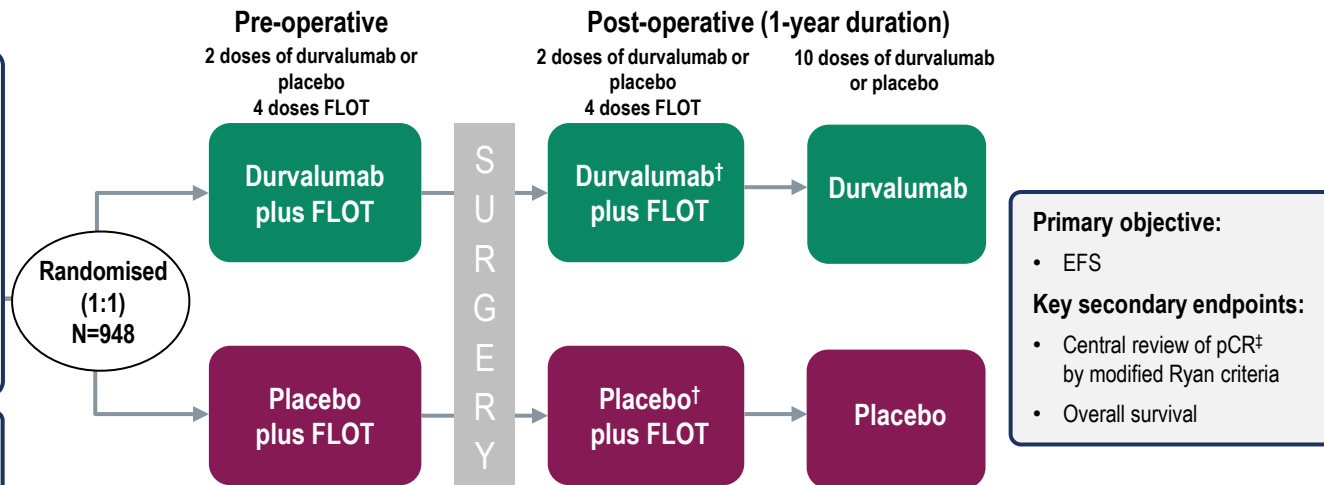 Pre-operative
2 doses of durvalumab or
placebo
4 doses FLOT
Post-operative (1-year duration)
2 doses of durvalumab or
placebo
4 doses FLOT
10 doses of durvalumab
or placebo
Randomised
(1:1)
N=948
Durvalumab
plus FLOT
Placebo
plus FLOT
S
U
R
G
E
R
Y
Durvalumab†
plus FLOT
Durvalumab
Placebo†
plus FLOT
Placebo
Primary objective:
• EFS
Key secondary endpoints:
• Central review of pCR‡
by modified Ryan criteria
• Overall survival